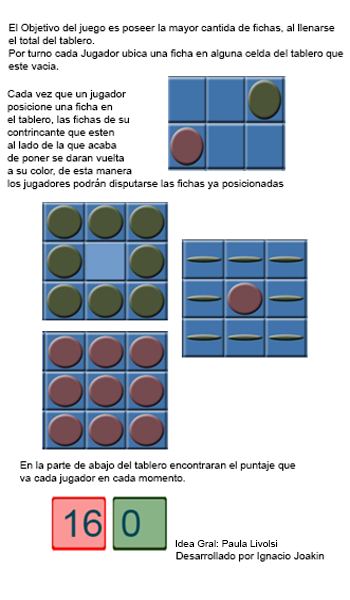 El Objetivo del juego es poseer la mayor cantida de fichas, al llenarse
el total del tablero.
Por turno cada Jugador ubica una ficha en alguna celda del tablero que
este vacia.
Cada vez que un jugador
posicione una ficha en
el tablero, las fichas de su
contrincante que esten
al lado de la que acaba
de poner se daran vuelta
a su color, de esta manera
los jugadores podrán disputarse las fichas ya posicionadas
En la parte de abajo del tablero encontraran el puntaje que
va cada jugador en cada momento.
16 0
Idea Gral: Paula Livolsi
Desarrollado por Ignacio Joakin